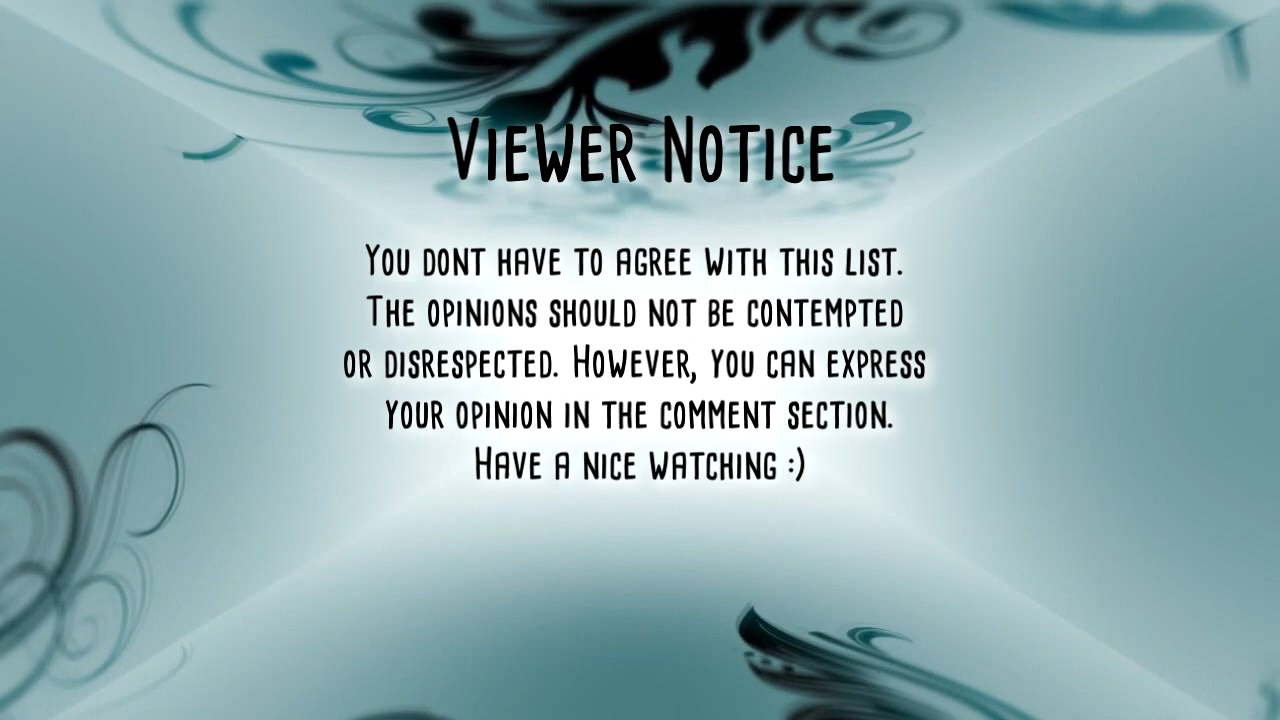 Viewer Notice
You dont have to agree with this list.
The opinions should not be contempted
or disrespected. However, you can express
your opinion in the comment section.
Have a nice watching :)